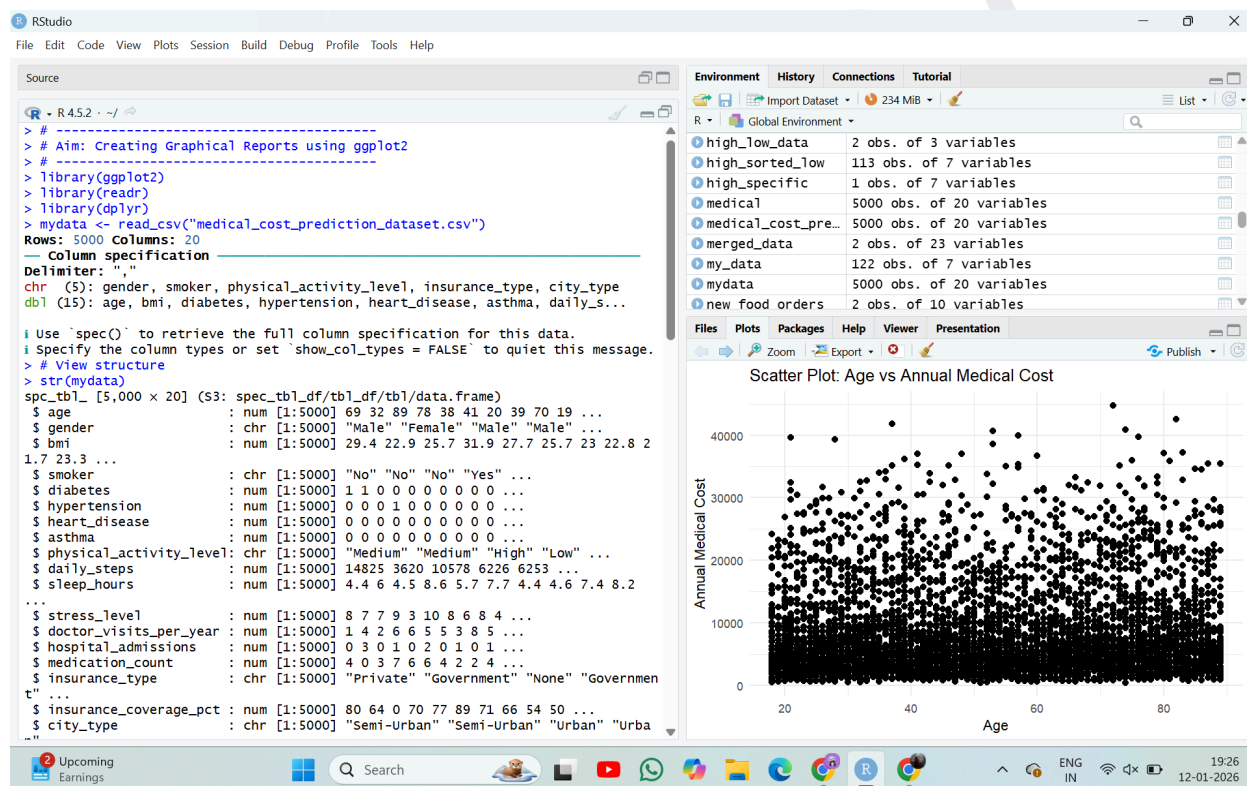 RStudio
File Edit Code View Plots Session Build Debug Profile Tools Help
Source
R 4.5.2 · ~/
> # -----------------------------------------
> # Aim: Creating Graphical Reports using ggplot2
> # -----------------------------------------
> library(ggplot2)
> library(readr)
> library(dplyr)
> mydata <- read_csv("medical_cost_prediction_dataset.csv")
Rows: 5000 Columns: 20
── Column specification ──────────────────────────
Delimiter: ","
chr (5): gender, smoker, physical_activity_level, insurance_type, city_type
dbl (15): age, bmi, diabetes, hypertension, heart_disease, asthma, daily_s...
ℹ Use `spec()` to retrieve the full column specification for this data.
ℹ Specify the column types or set `show_col_types = FALSE` to quiet this message.
> # View structure
> str(mydata)
spc_tbl_ [5,000 × 20] (S3: spec_tbl_df/tbl_df/tbl/data.frame)
$ age : num [1:5000] 69 32 89 78 38 41 20 39 70 19 ...
$ gender : chr [1:5000] "Male" "Female" "Male" "Male" ...
$ bmi : num [1:5000] 29.4 22.9 25.7 31.9 27.7 25.7 23 22.8 2
1.7 23.3 ...
$ smoker : chr [1:5000] "No" "No" "No" "Yes" ...
$ diabetes : num [1:5000] 1 1 0 0 0 0 0 0 0 0 ...
$ hypertension : num [1:5000] 0 0 0 1 0 0 0 0 0 0 ...
$ heart_disease : num [1:5000] 0 0 0 0 0 0 0 0 0 0 ...
$ asthma : num [1:5000] 0 0 0 0 0 0 0 0 0 0 ...
$ physical_activity_level: chr [1:5000] "Medium" "Medium" "High" "Low" ...
$ daily_steps : num [1:5000] 14825 3620 10578 6226 6253 ...
$ sleep_hours : num [1:5000] 4.4 6 4.5 8.6 5.7 7.7 4.4 4.6 7.4 8.2
...
$ stress_level : num [1:5000] 8 7 7 9 3 10 8 6 8 4 ...
$ doctor_visits_per_year : num [1:5000] 1 4 2 6 6 5 5 3 8 5 ...
$ hospital_admissions : num [1:5000] 0 3 0 1 0 2 0 1 0 1 ...
$ medication_count : num [1:5000] 4 0 3 7 6 6 4 2 2 4 ...
$ insurance_type : chr [1:5000] "Private" "Government" "None" "Governmen
t" ...
$ insurance_coverage_pct : num [1:5000] 80 64 0 70 77 89 71 66 54 50 ...
$ city_type : chr [1:5000] "Semi-Urban" "Semi-Urban" "Urban" "Urba
Environment History Connections Tutorial
Import Dataset 234 MiB List
R Global Environment
high_low_data 2 obs. of 3 variables
high_sorted_low 113 obs. of 7 variables
high_specific 1 obs. of 7 variables
medical 5000 obs. of 20 variables
medical_cost_pre… 5000 obs. of 20 variables
merged_data 2 obs. of 23 variables
my_data 122 obs. of 7 variables
mydata 5000 obs. of 20 variables
new food orders 2 obs. of 10 variables
Files Plots Packages Help Viewer Presentation
Zoom Export Publish
Scatter Plot: Age vs Annual Medical Cost
Annual Medical Cost
40000
30000
20000
10000
0
20 40 60 80
Age
2 Upcoming
Earnings
Search
ENG
IN
19:26
12-01-2026